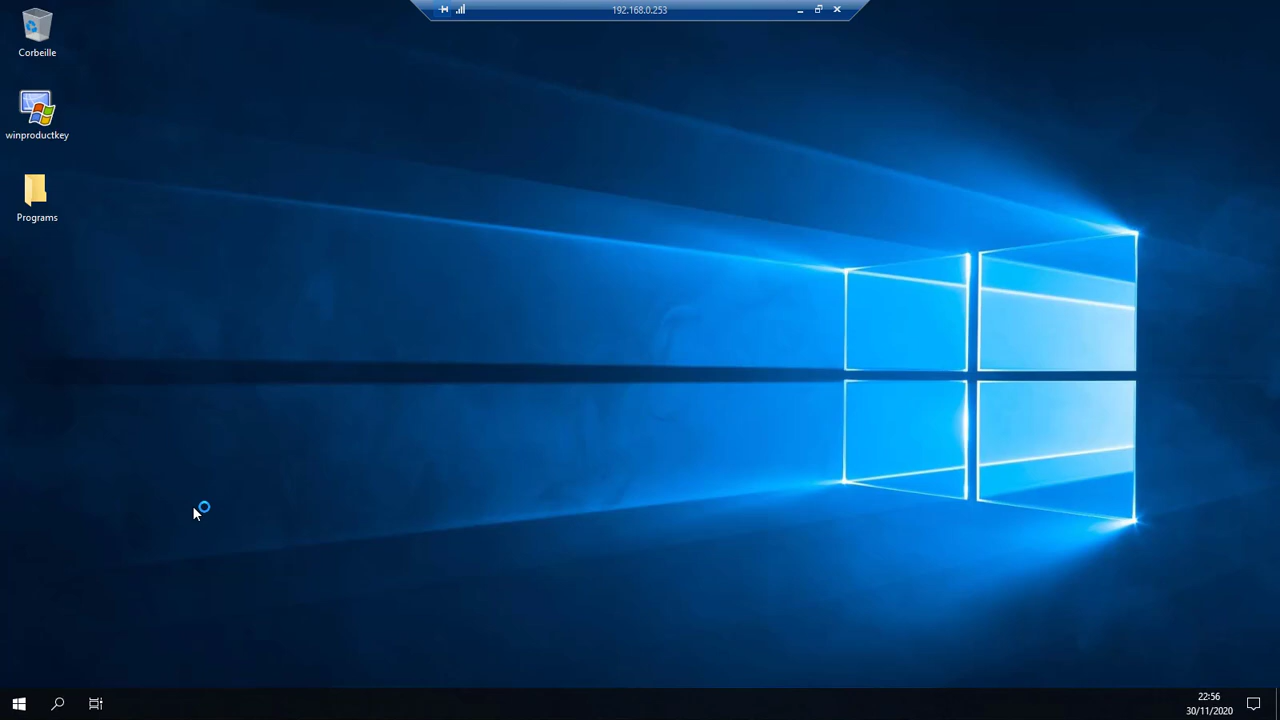 192.168.0.253
Corbeille
winproductkey
Programs
22:56
30/11/2020